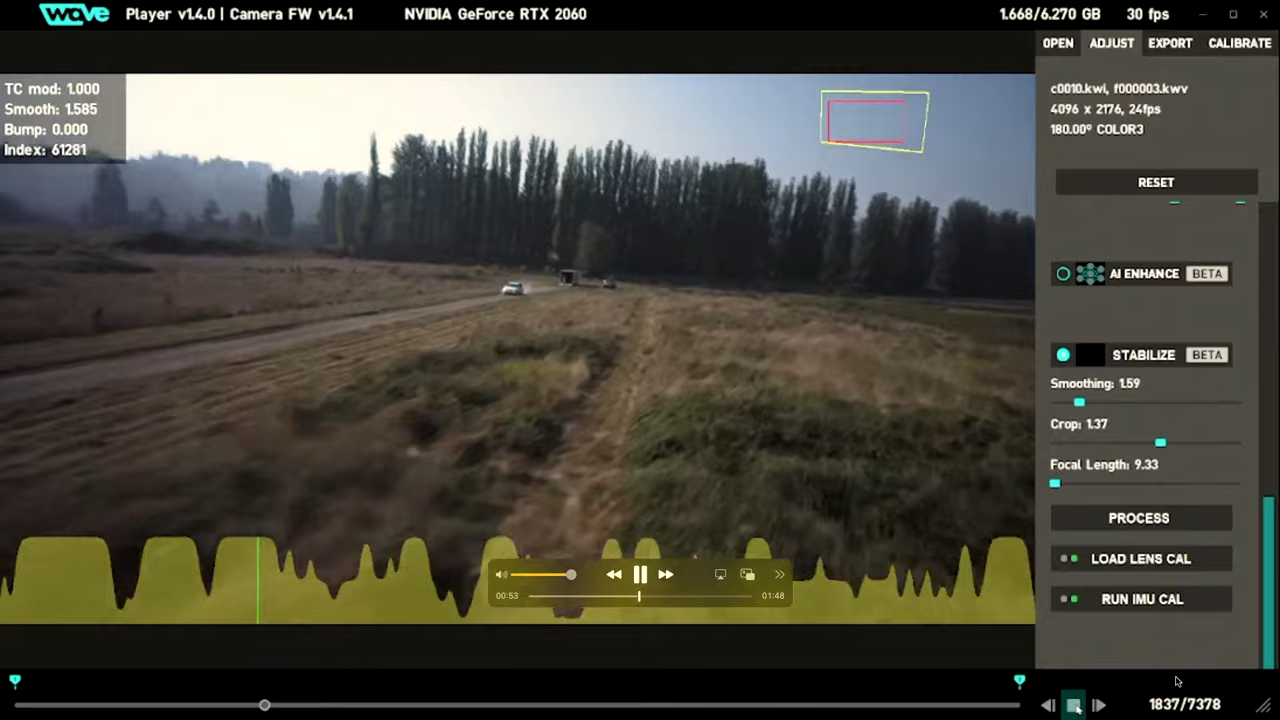 wave Player v1.4.0 | Camera FW v1.4.1 NVIDIA GeForce RTX 2060 1.668/6.270 GB 30 fps
OPEN ADJUST EXPORT CALIBRATE
TC mod: 1.000
Smooth: 1.585
Bump: 0.000
Index: 61281
c0010.kwi, f000003.kwv
4096 x 2176, 24fps
180.00° COLOR3
RESET
AI ENHANCE BETA
STABILIZE BETA
Smoothing: 1.59
Crop: 1.37
Focal Length: 9.33
PROCESS
LOAD LENS CAL
RUN IMU CAL
00:53 01:48
1837/7378